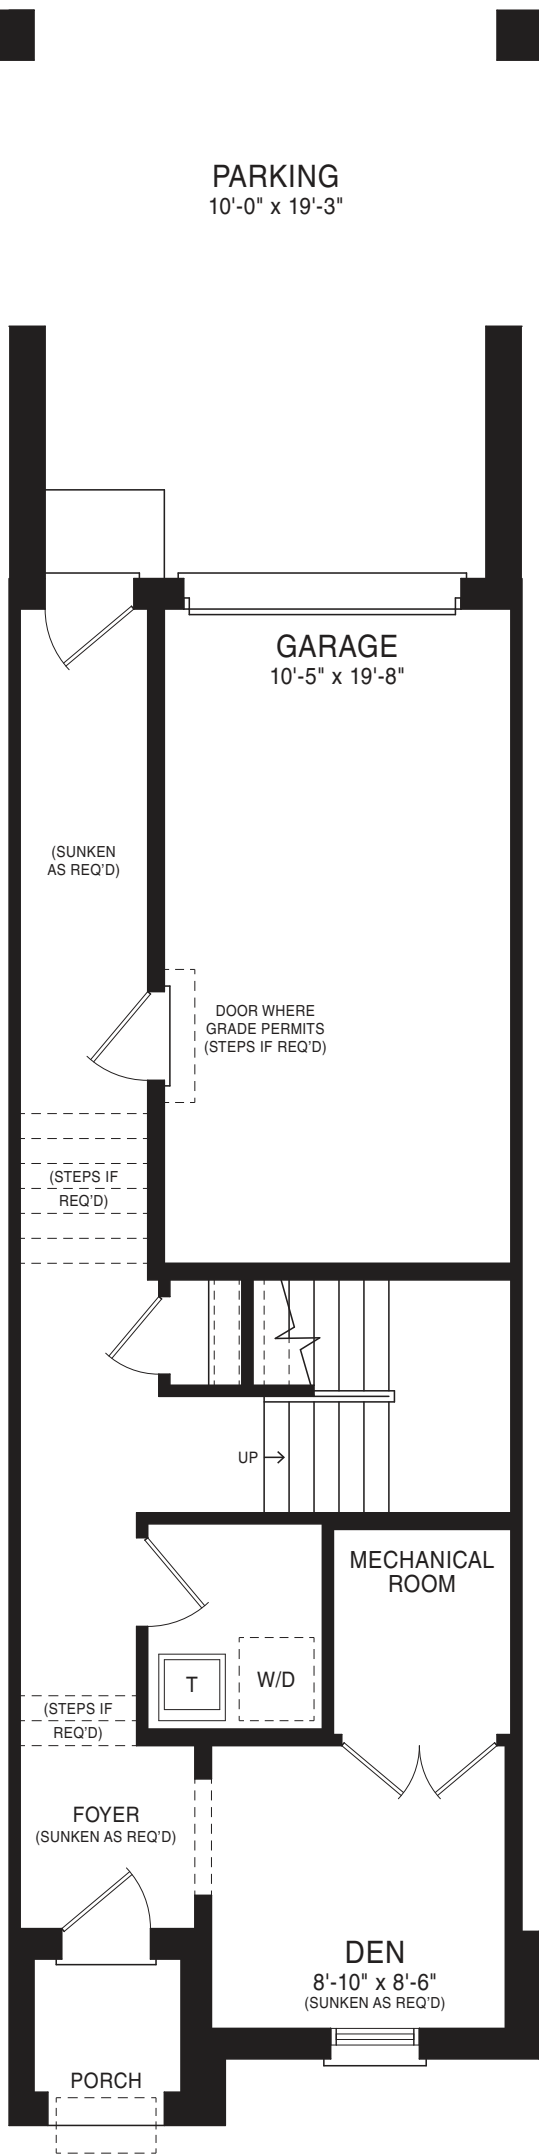 PARKING
10'-0" x 19'-3"
GARAGE
10'-5" x 19'-8"
(SUNKEN
AS REQ'D)
DOOR WHERE
GRADE PERMITS
(STEPS IF REQ'D)
(STEPS IF
REQ'D)
UP
MECHANICAL
ROOM
T
W/D
(STEPS IF
REQ'D)
FOYER
(SUNKEN AS REQ'D)
DEN
8'-10" x 8'-6"
(SUNKEN AS REQ'D)
PORCH